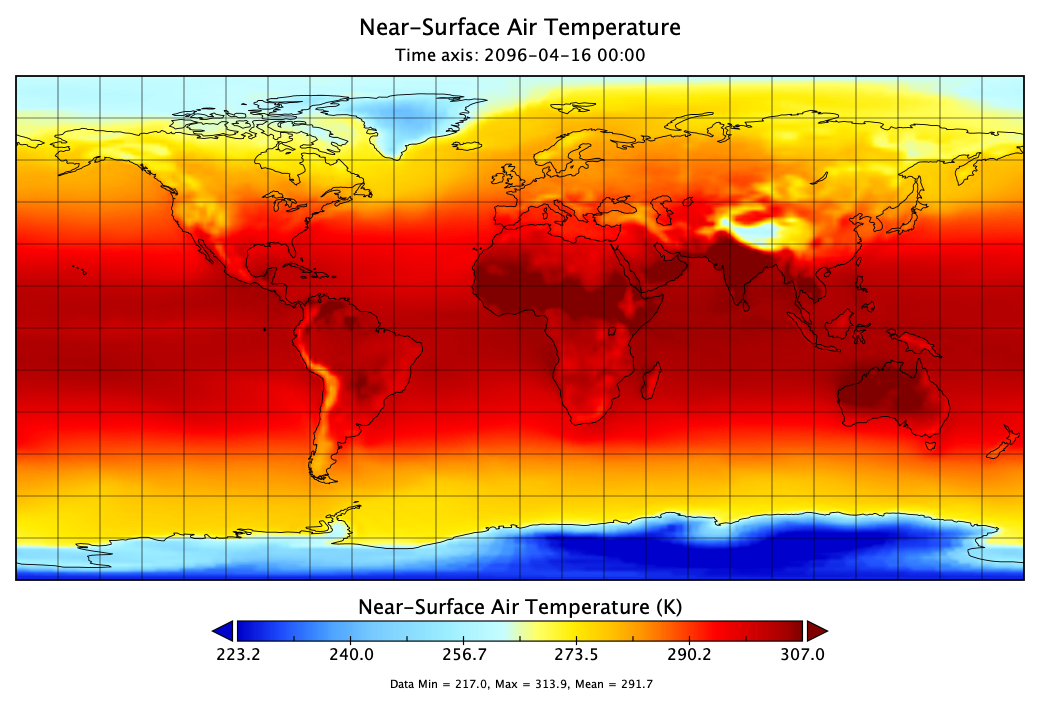 Near-Surface Air Temperature
Time axis: 2096-04-16 00:00
Near-Surface Air Temperature (K)
223.2 240.0 256.7 273.5 290.2 307.0
Data Min = 217.0, Max = 313.9, Mean = 291.7